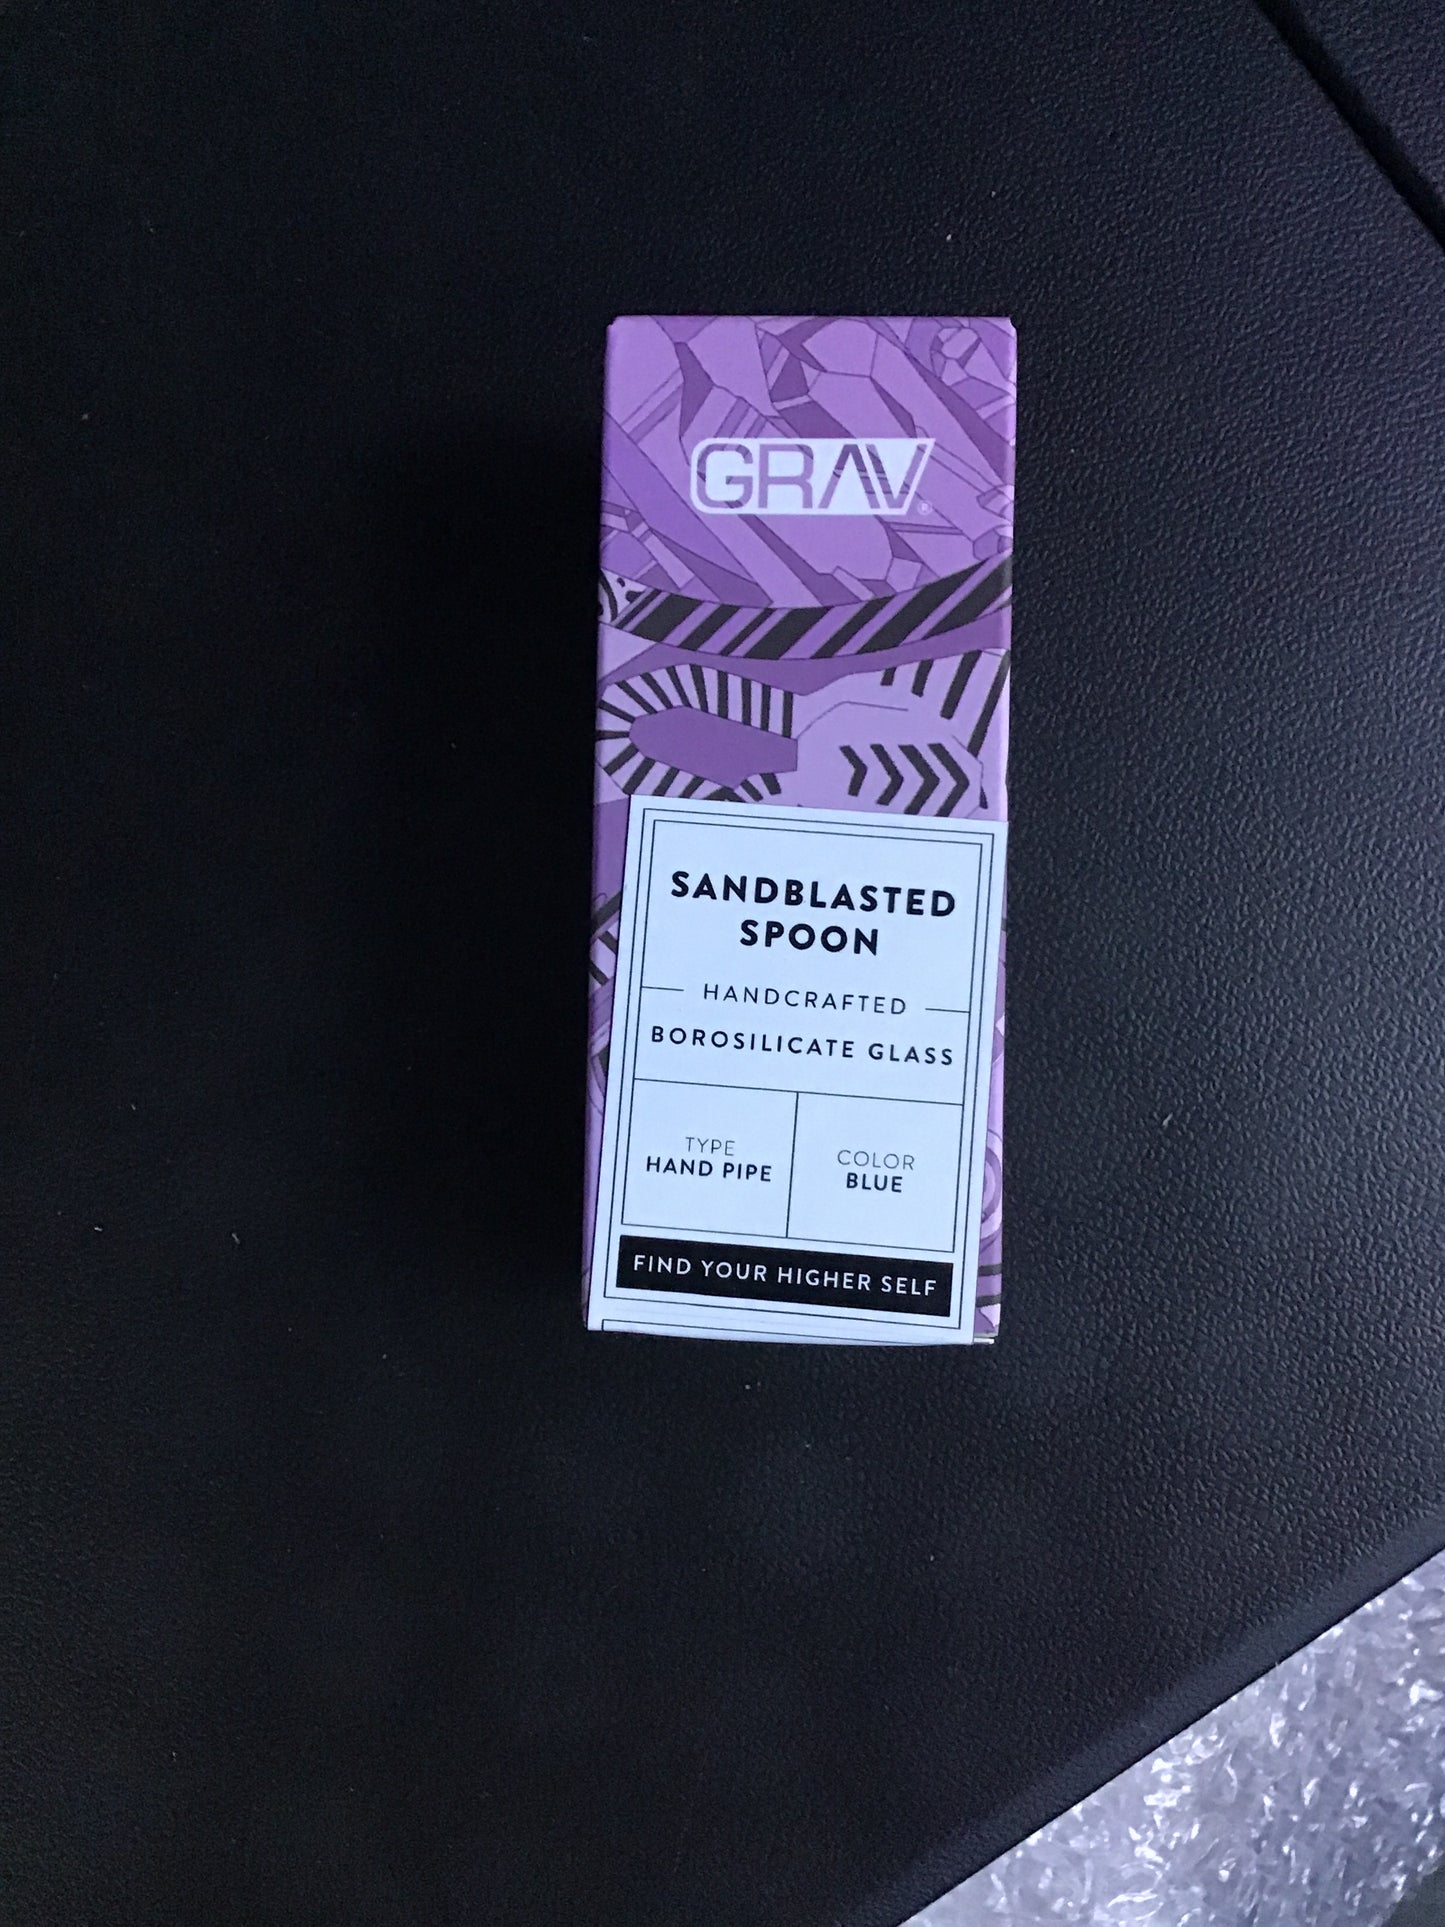 GRAV®
SANDBLASTED
SPOON
HANDCRAFTED
BOROSILICATE GLASS
TYPE
HAND PIPE
COLOR
BLUE
FIND YOUR HIGHER SELF